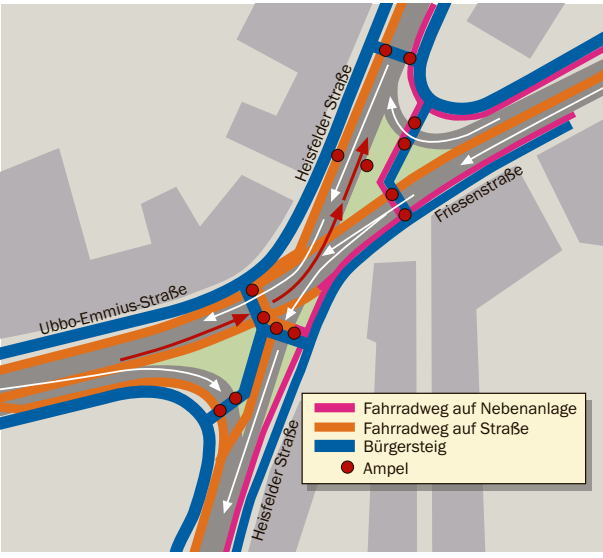 Heisfelder Straße
Friesenstraße
Ubbo-Emmius-Straße
Heisfelder Straße
Fahrradweg auf Nebenanlage
Fahrradweg auf Straße
Bürgersteig
Ampel